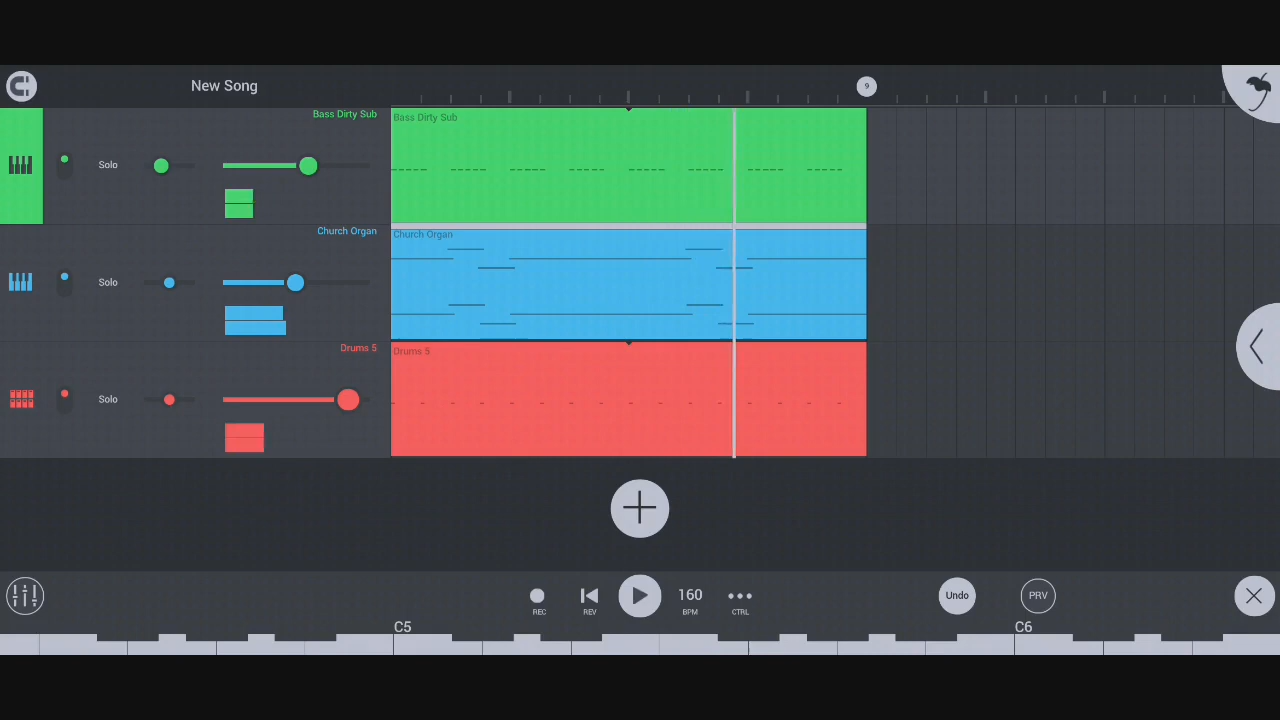 New Song
9
Bass Dirty Sub
Bass Dirty Sub
Solo
Church Organ
Church Organ
Solo
Drums 5
Drums 5
Solo
REC
REV
160
BPM
CTRL
Undo
PRV
C5
C6